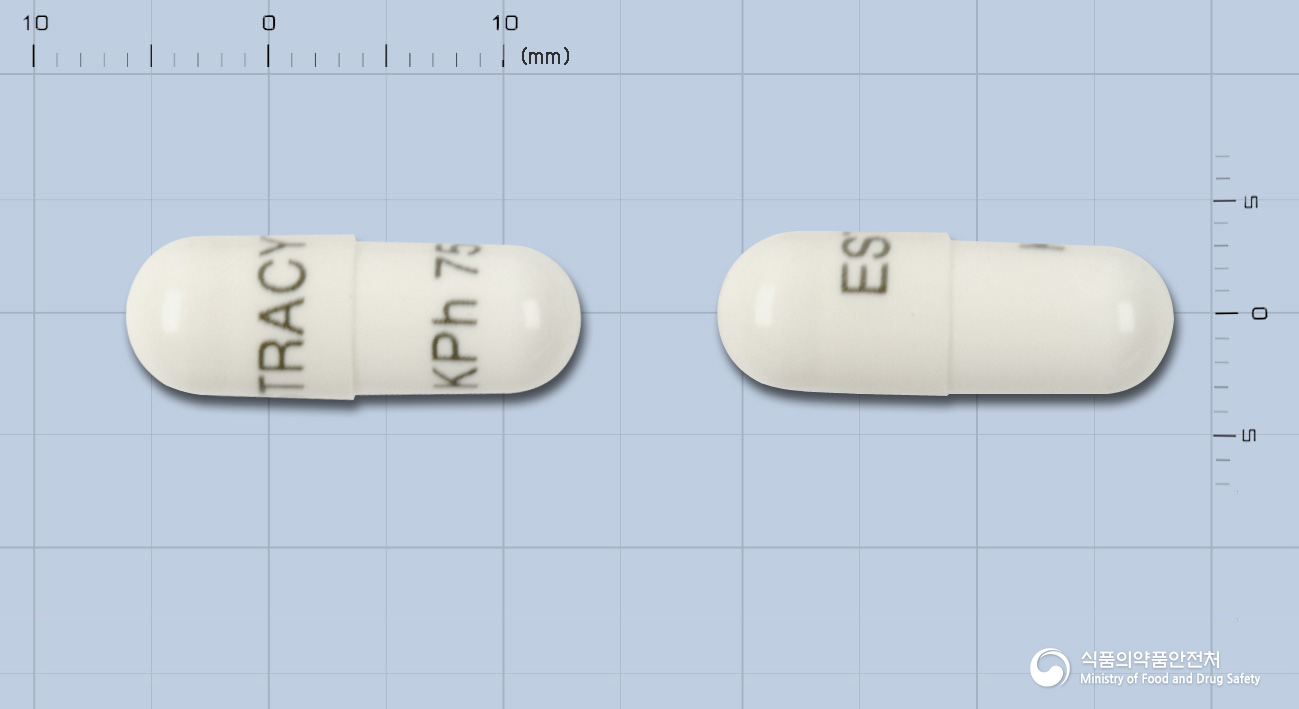 10 0 10 (mm)
TRACY
KPh 75
ES
5
0
5
식품의약품안전처
Ministry of Food and Drug Safety